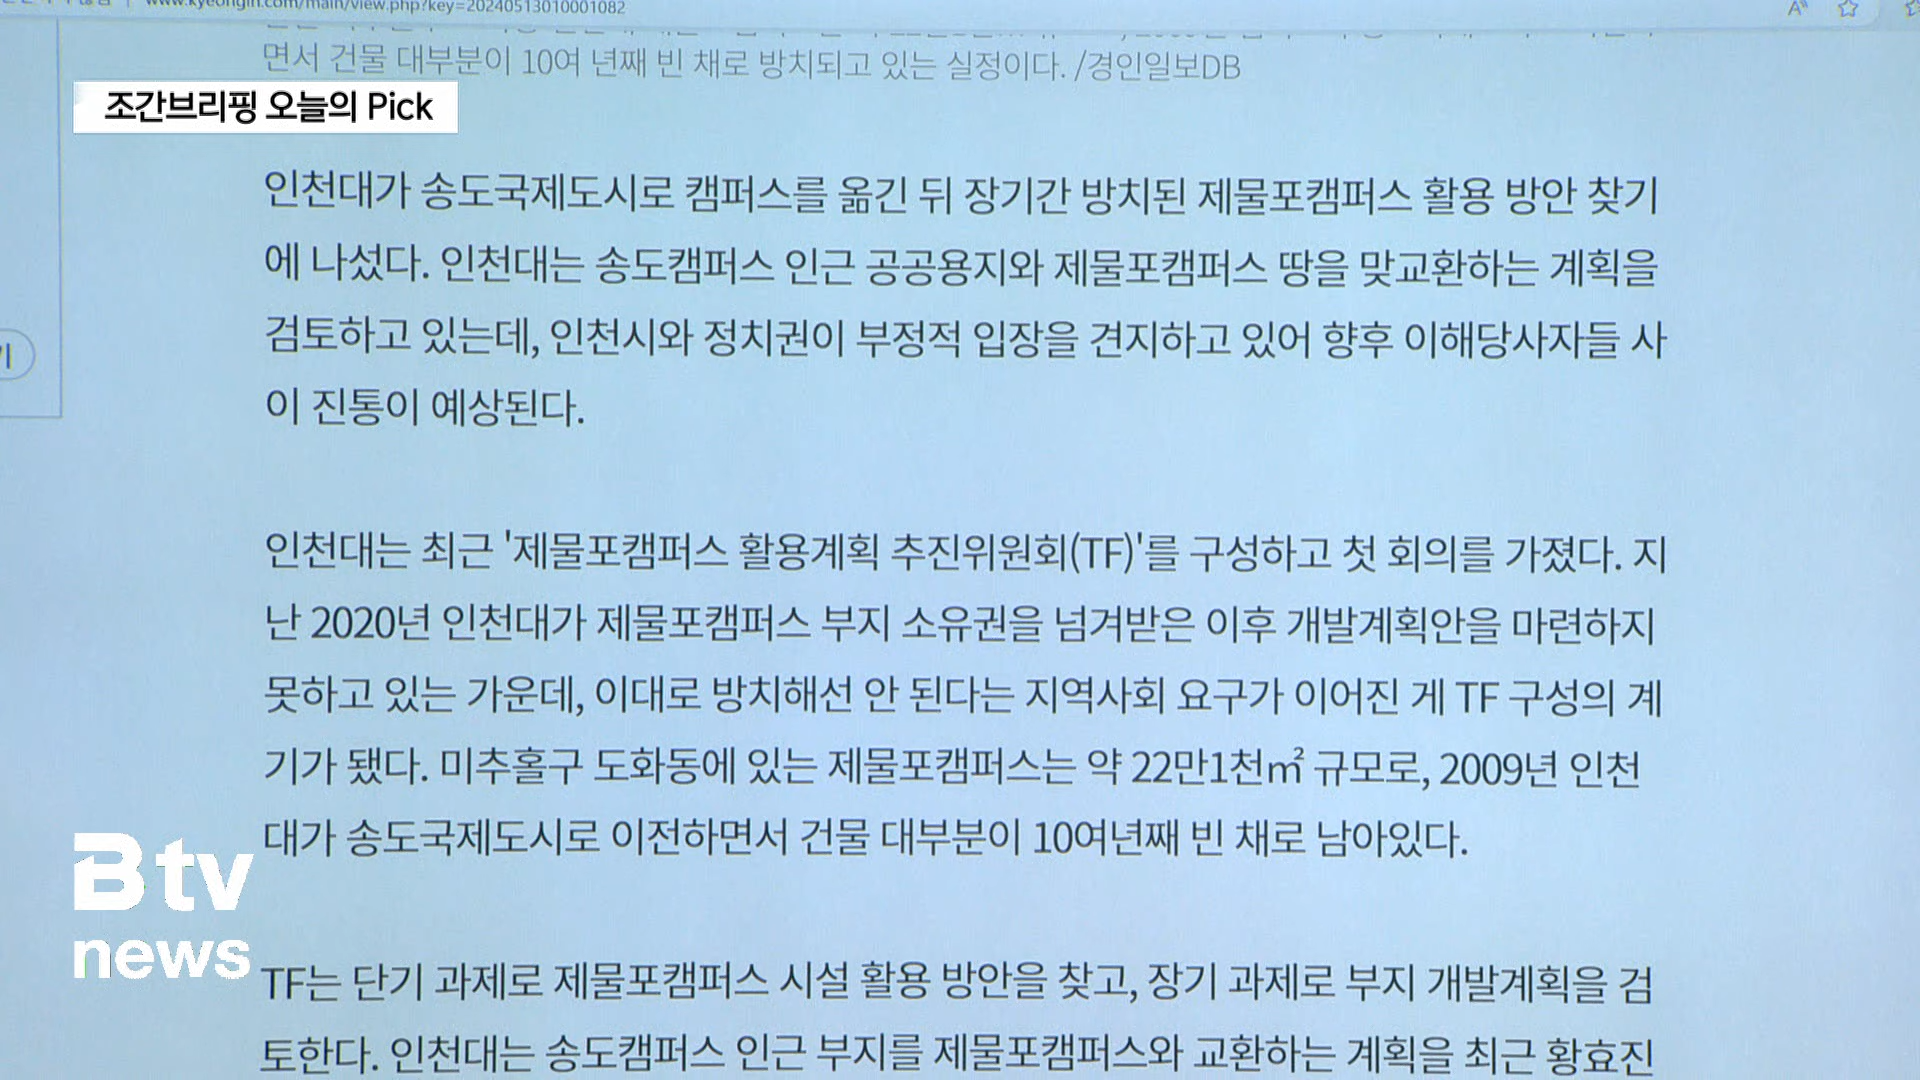 www.kyeongin.com/main/view.php?key=20240513010001082
면서 건물 대부분이 10여 년째 빈 채로 방치되고 있는 실정이다. /경인일보DB
조간브리핑 오늘의 Pick
인천대가 송도국제도시로 캠퍼스를 옮긴 뒤 장기간 방치된 제물포캠퍼스 활용 방안 찾기
에 나섰다. 인천대는 송도캠퍼스 인근 공공용지와 제물포캠퍼스 땅을 맞교환하는 계획을
검토하고 있는데, 인천시와 정치권이 부정적 입장을 견지하고 있어 향후 이해당사자들 사
이 진통이 예상된다.
인천대는 최근 '제물포캠퍼스 활용계획 추진위원회(TF)'를 구성하고 첫 회의를 가졌다. 지
난 2020년 인천대가 제물포캠퍼스 부지 소유권을 넘겨받은 이후 개발계획안을 마련하지
못하고 있는 가운데, 이대로 방치해선 안 된다는 지역사회 요구가 이어진 게 TF 구성의 계
기가 됐다. 미추홀구 도화동에 있는 제물포캠퍼스는 약 22만1천㎡ 규모로, 2009년 인천
대가 송도국제도시로 이전하면서 건물 대부분이 10여년째 빈 채로 남아있다.
B tv
news
TF는 단기 과제로 제물포캠퍼스 시설 활용 방안을 찾고, 장기 과제로 부지 개발계획을 검
토한다. 인천대는 송도캠퍼스 인근 부지를 제물포캠퍼스와 교환하는 계획을 최근 황효진